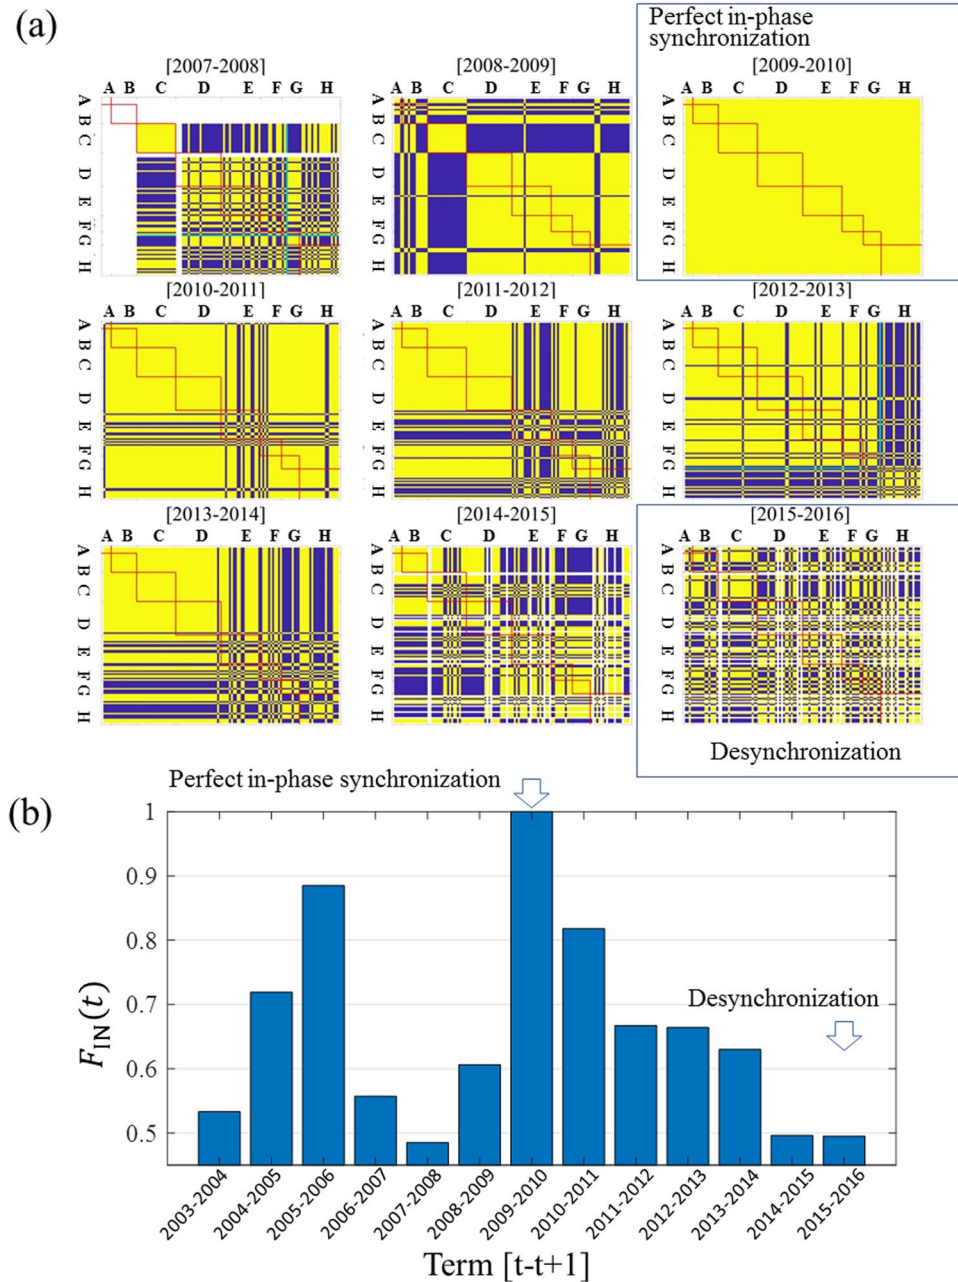 (a)
Perfect in-phase
synchronization
[2007-2008]
[2008-2009]
[2009-2010]
A B C D E F G H
A B C D E F G H
A B C D E F G H
A
B
C
D
E
F
G
H
A
B
C
D
E
F
G
H
A
B
C
D
E
F
G
H
[2010-2011]
[2011-2012]
[2012-2013]
A B C D E F G H
A B C D E F G H
A B C D E F G H
A
B
C
D
E
F
G
H
A
B
C
D
E
F
G
H
A
B
C
D
E
F
G
H
[2013-2014]
[2014-2015]
[2015-2016]
A B C D E F G H
A B C D E F G H
A B C D E F G H
A
B
C
D
E
F
G
H
A
B
C
D
E
F
G
H
A
B
C
D
E
F
G
H
Desynchronization
Perfect in-phase synchronization
(b)
1
0.9
0.8
0.7
0.6
0.5
F_IN(t)
Desynchronization
2003-2004
2004-2005
2005-2006
2006-2007
2007-2008
2008-2009
2009-2010
2010-2011
2011-2012
2012-2013
2013-2014
2014-2015
2015-2016
Term [t-t+1]